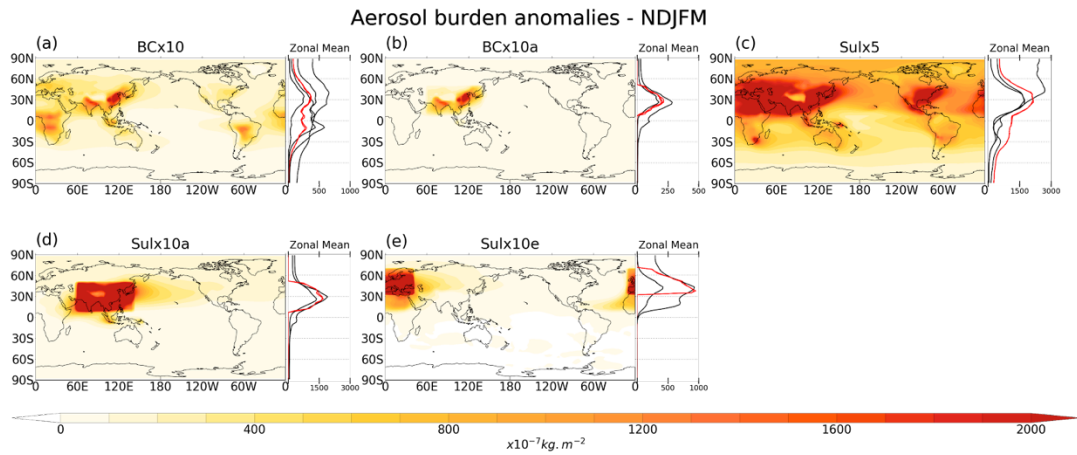 Aerosol burden anomalies - NDJFM
(a) BCx10 Zonal Mean
90N
60N
30N
0
30S
60S
90S
0 60E 120E 180W 120W 60W 0 500 1000
(b) BCx10a Zonal Mean
90N
60N
30N
0
30S
60S
90S
0 60E 120E 180W 120W 60W 0 250 500
(c) Sulx5 Zonal Mean
90N
60N
30N
0
30S
60S
90S
0 60E 120E 180W 120W 60W 0 1500 3000
(d) Sulx10a Zonal Mean
90N
60N
30N
0
30S
60S
90S
0 60E 120E 180W 120W 60W 0 1500 3000
(e) Sulx10e Zonal Mean
90N
60N
30N
0
30S
60S
90S
0 60E 120E 180W 120W 60W 0 500 1000
0 400 800 1200 1600 2000
x10⁻⁷kg.m⁻²